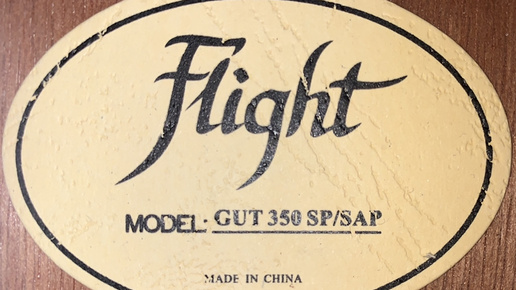 Flight
MODEL: GUT 350 SP/SAP
MADE IN CHINA